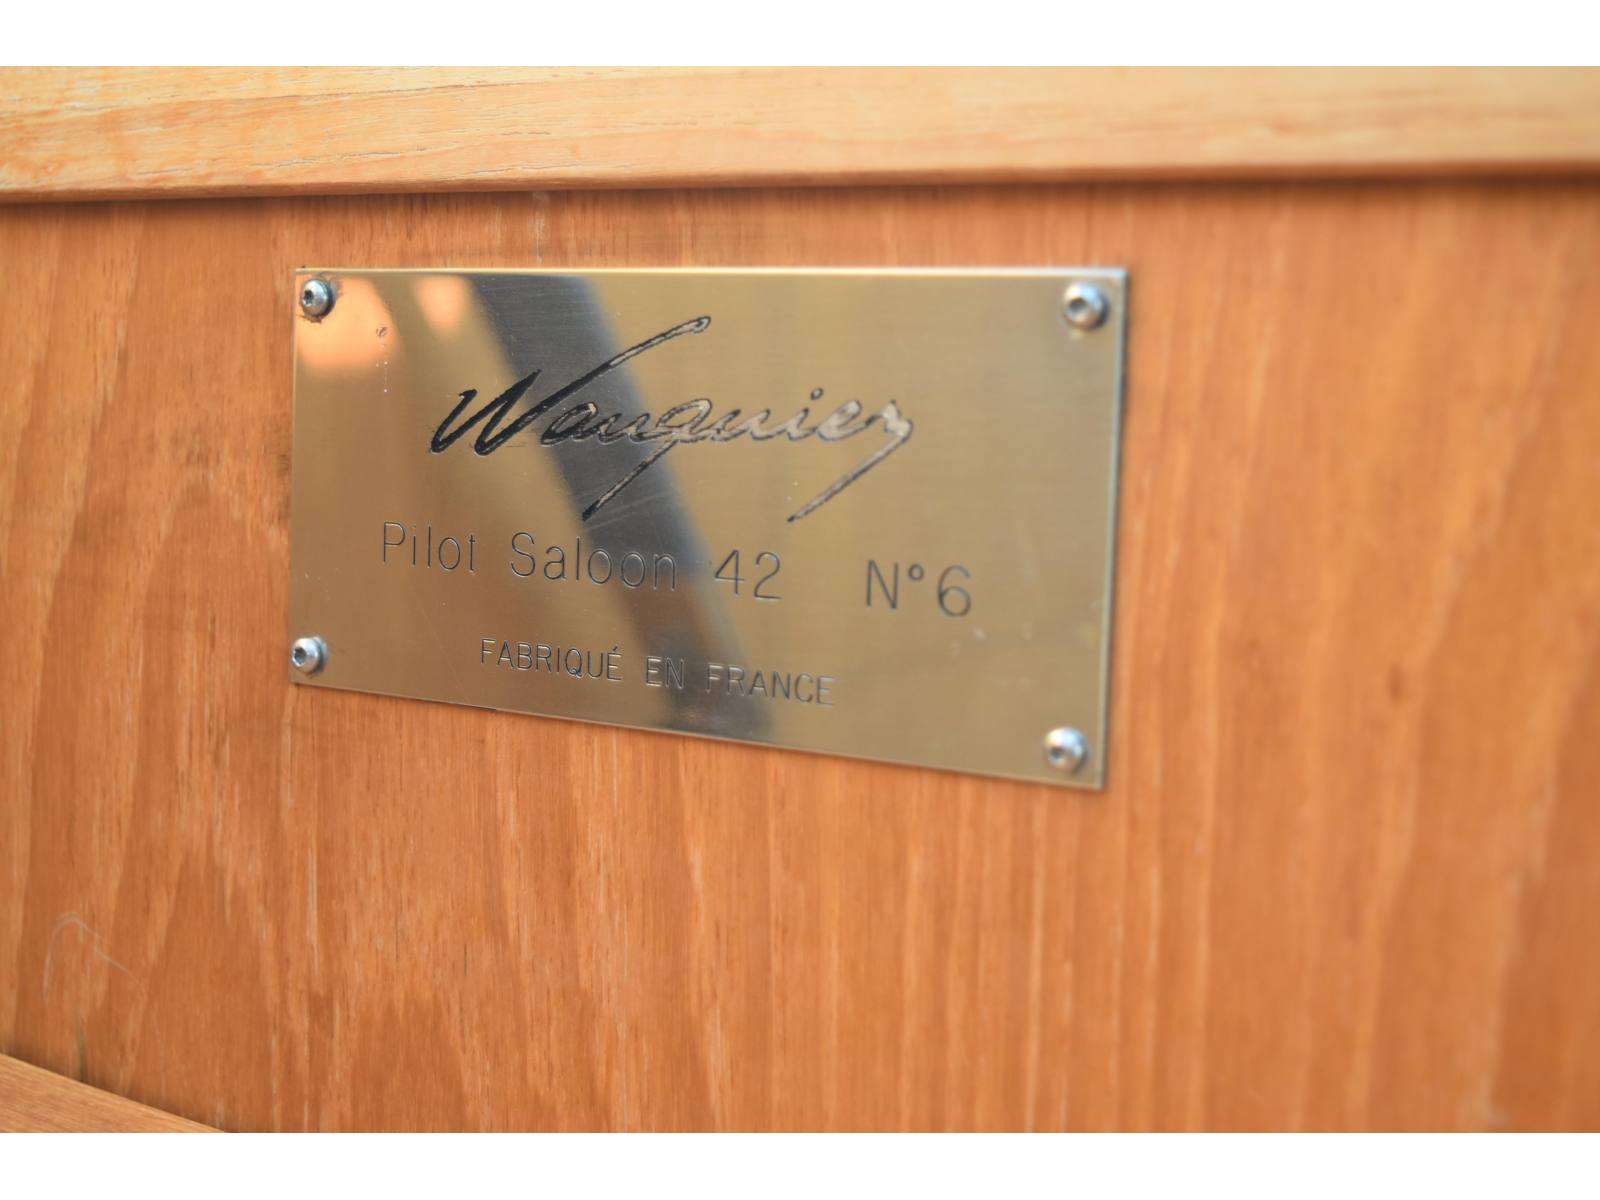 Wauquiez
Pilot Saloon 42 N°6
FABRIQUÉ EN FRANCE